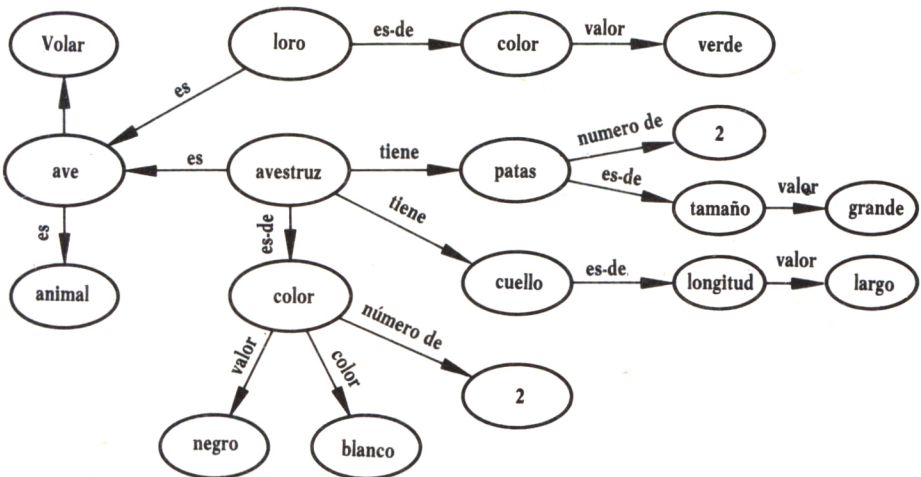 Volar
loro
es-de
color
valor
verde
es
ave
es
avestruz
tiene
patas
numero de
2
es-de
tamaño
valor
grande
es
animal
es-de
color
tiene
cuello
es-de
longitud
valor
largo
valor
color
número de
2
negro
blanco